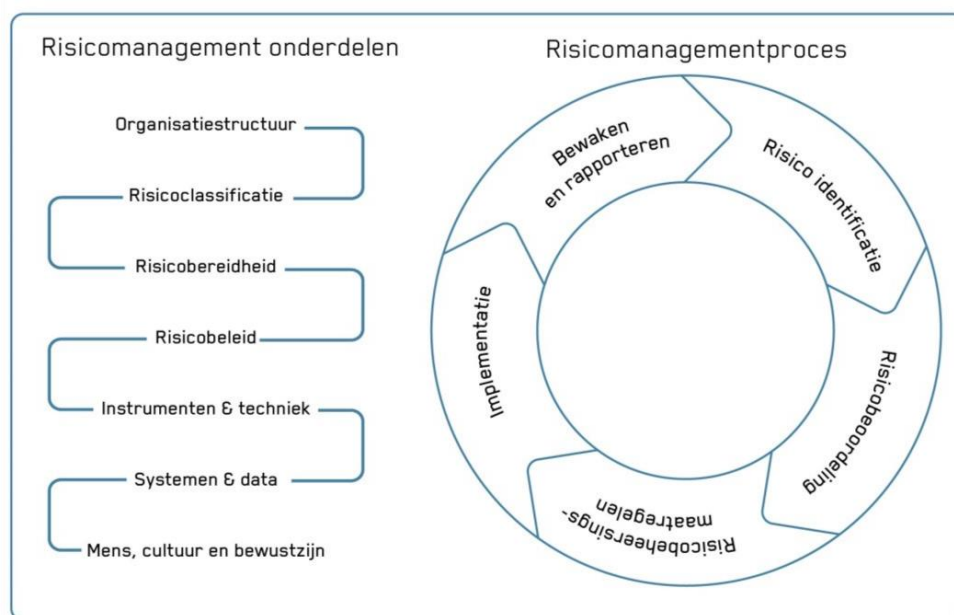 Risicomanagement onderdelen
Organisatiestructuur
Risicoclassificatie
Risicobereidheid
Risicobeleid
Instrumenten & techniek
Systemen & data
Mens, cultuur en bewustzijn
Risicomanagementproces
Bewaken
en rapporteren
Risico identificatie
Risicobeoordeling
Risicobeheersings-
maatregelen
Implementatie